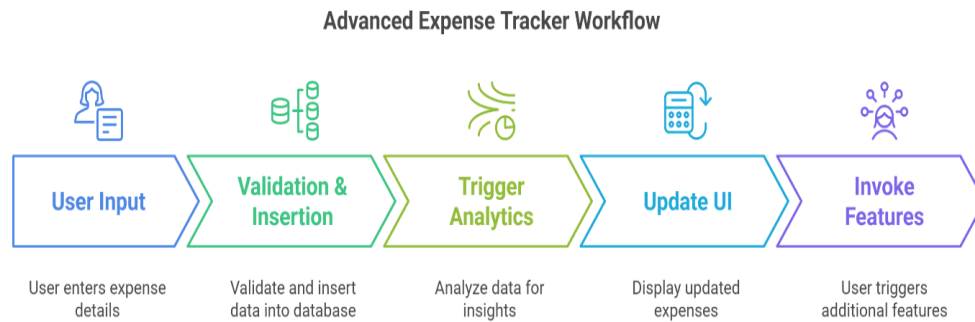 Advanced Expense Tracker Workflow
User Input
Validation &
Insertion
Trigger
Analytics
Update UI
Invoke
Features
User enters expense
details
Validate and insert
data into database
Analyze data for
insights
Display updated
expenses
User triggers
additional features